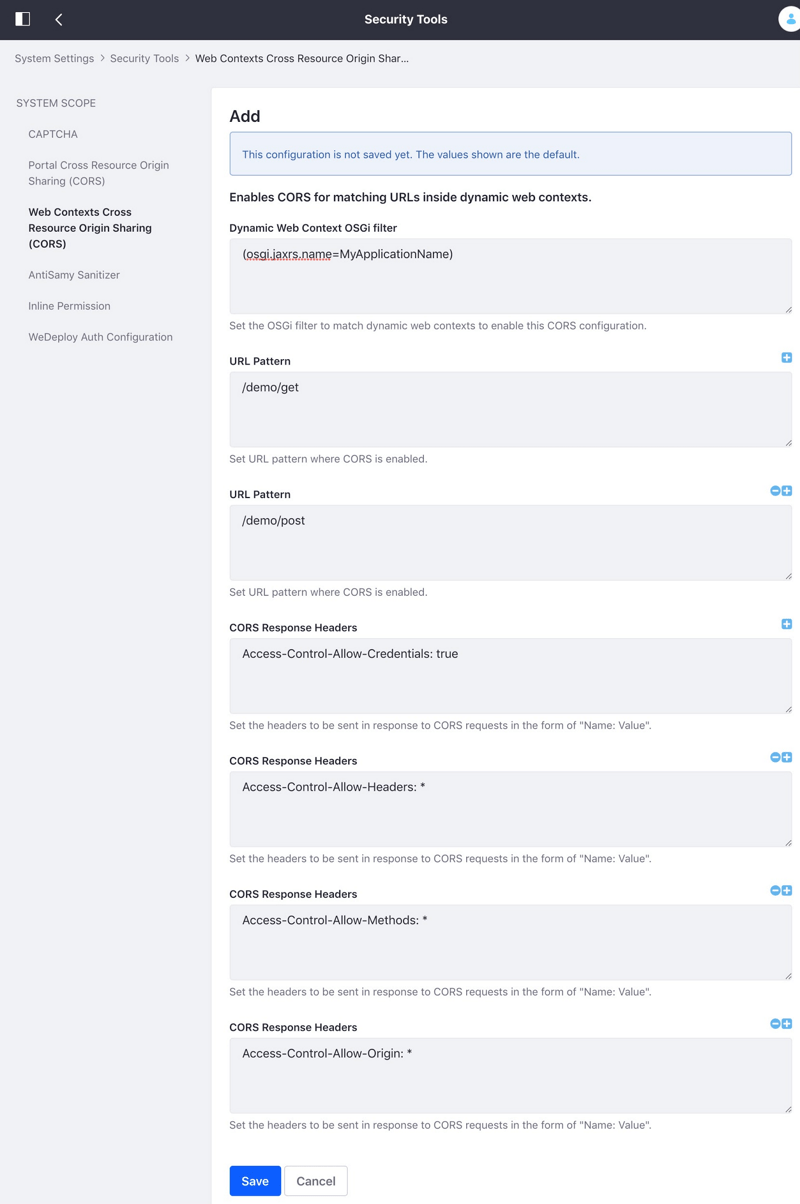 Security Tools
System Settings > Security Tools > Web Contexts Cross Resource Origin Shar...
SYSTEM SCOPE
CAPTCHA
Portal Cross Resource Origin
Sharing (CORS)
Web Contexts Cross
Resource Origin Sharing
(CORS)
AntiSamy Sanitizer
Inline Permission
WeDeploy Auth Configuration
Add
This configuration is not saved yet. The values shown are the default.
Enables CORS for matching URLs inside dynamic web contexts.
Dynamic Web Context OSGi filter
(osgi.jaxrs.name=MyApplicationName)
Set the OSGi filter to match dynamic web contexts to enable this CORS configuration.
URL Pattern
/demo/get
Set URL pattern where CORS is enabled.
URL Pattern
/demo/post
Set URL pattern where CORS is enabled.
CORS Response Headers
Access-Control-Allow-Credentials: true
Set the headers to be sent in response to CORS requests in the form of "Name: Value".
CORS Response Headers
Access-Control-Allow-Headers: *
Set the headers to be sent in response to CORS requests in the form of "Name: Value".
CORS Response Headers
Access-Control-Allow-Methods: *
Set the headers to be sent in response to CORS requests in the form of "Name: Value".
CORS Response Headers
Access-Control-Allow-Origin: *
Set the headers to be sent in response to CORS requests in the form of "Name: Value".
Save Cancel